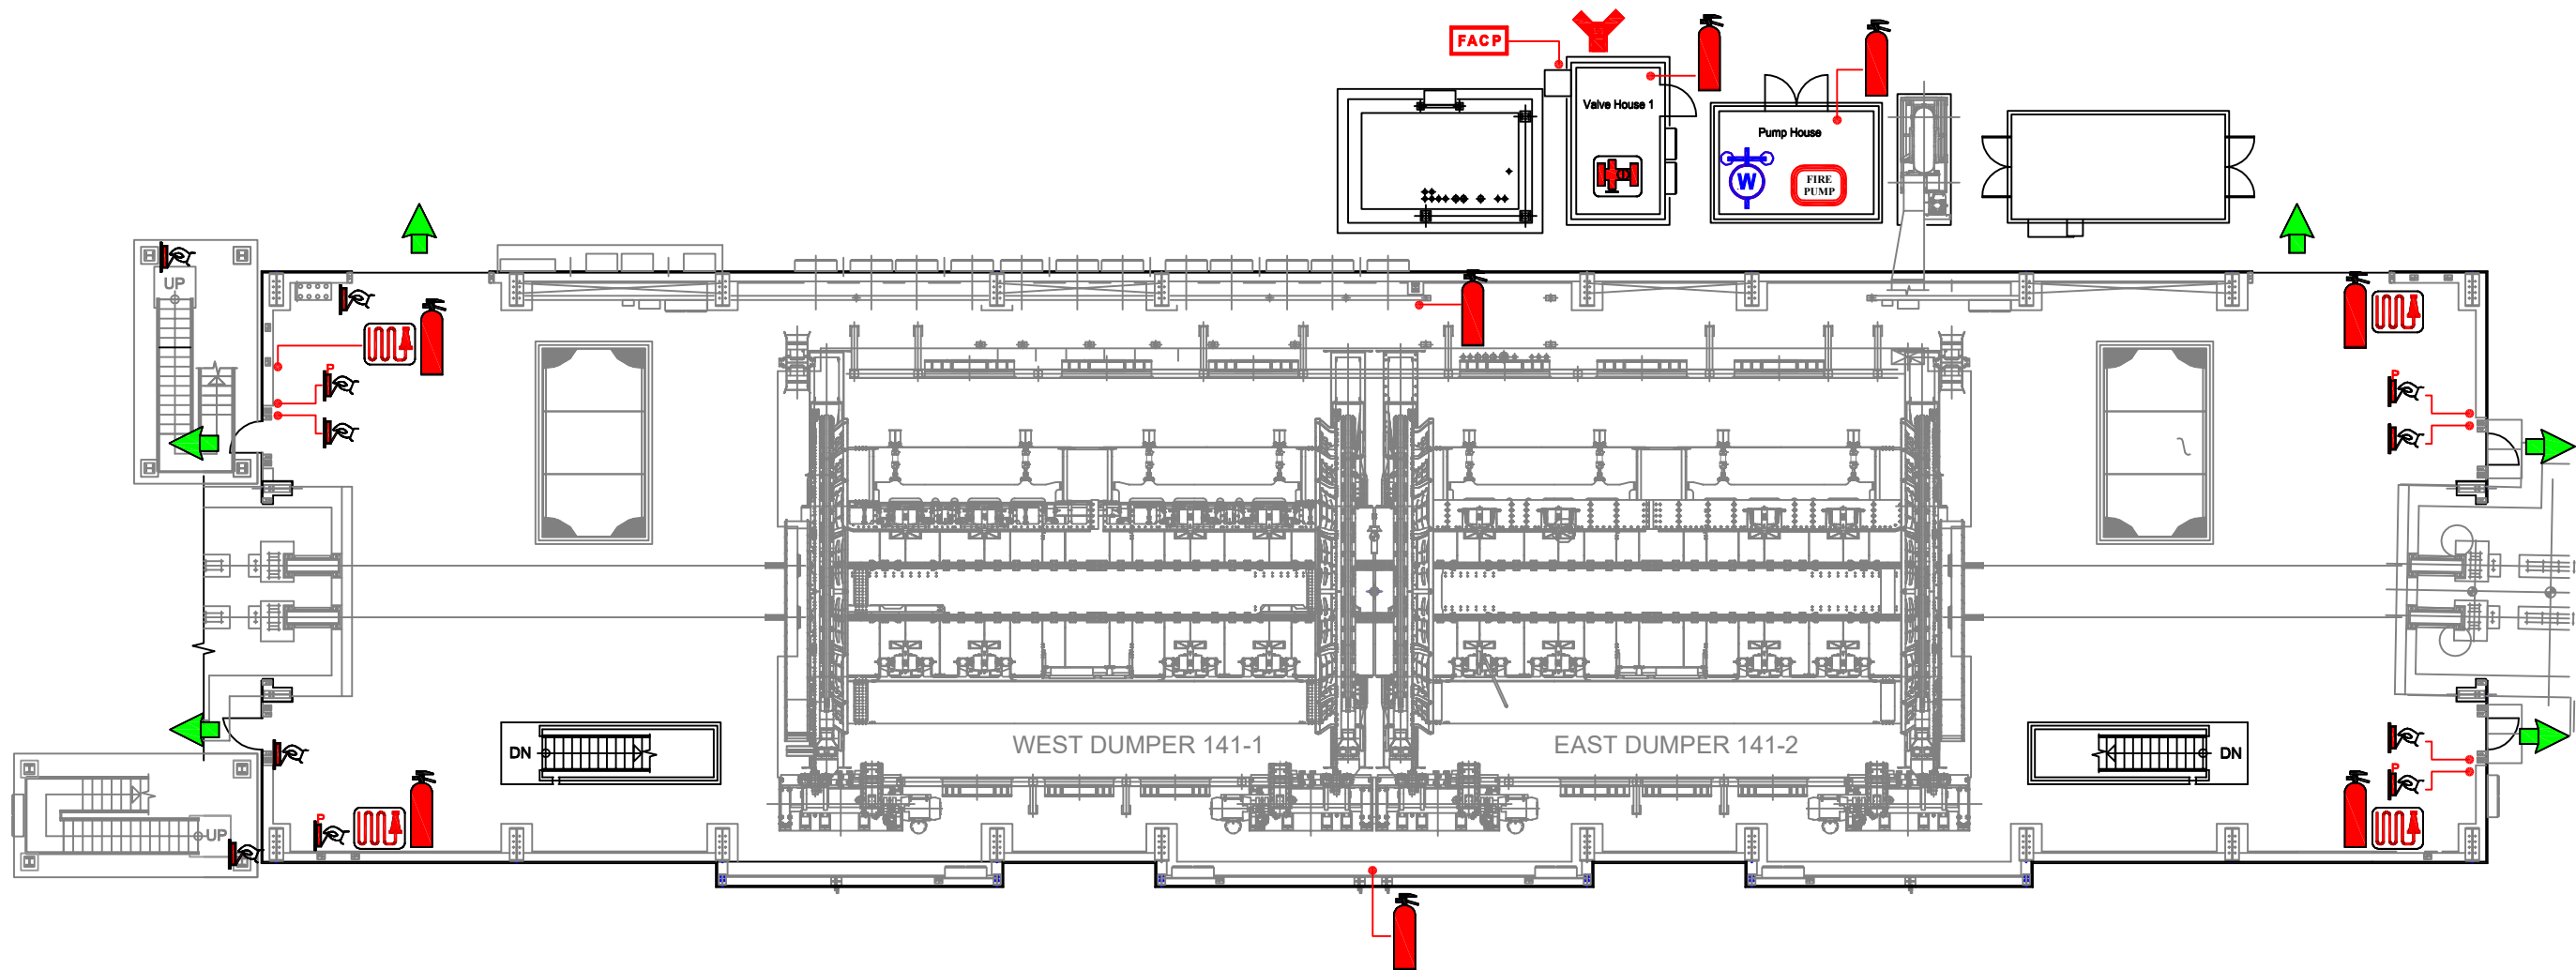 FACP
Valve House 1
Pump House
W
FIRE
PUMP
UP
P
P
P
DN
WEST DUMPER 141-1
EAST DUMPER 141-2
DN
P
P
UP